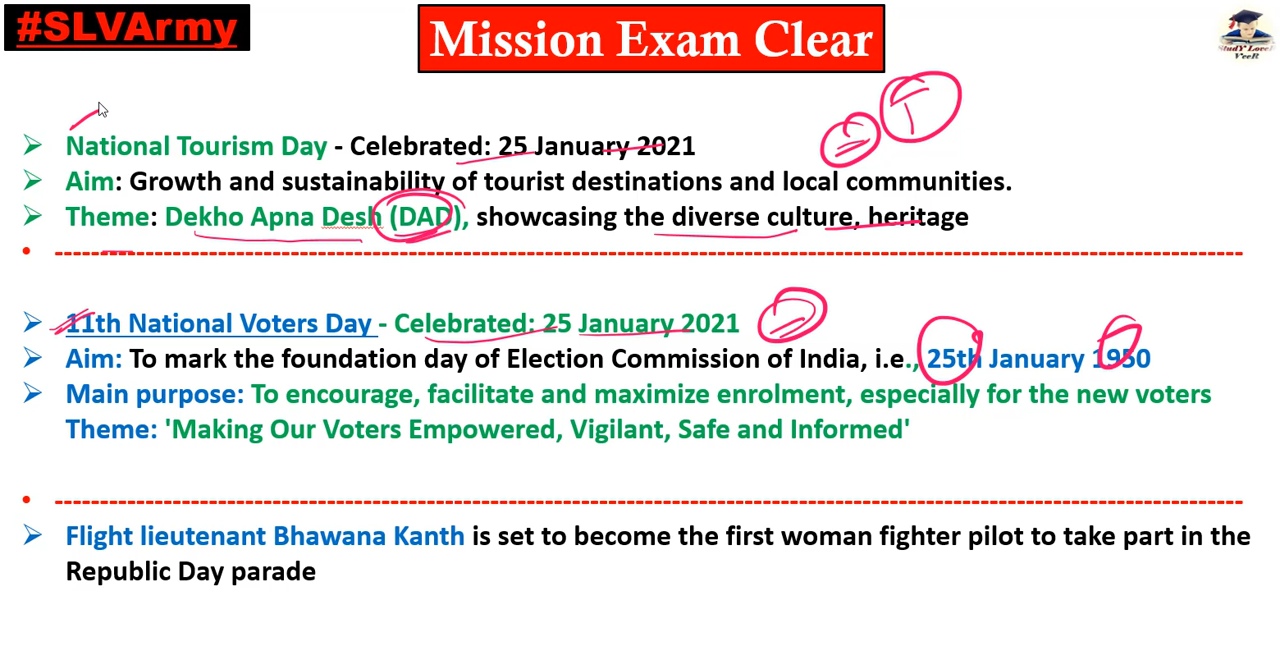 #SLVArmy
Mission Exam Clear
StudY LoveR
VeeR
T
➢ National Tourism Day - Celebrated: 25 January 2021
➢ Aim: Growth and sustainability of tourist destinations and local communities.
➢ Theme: Dekho Apna Desh (DAD), showcasing the diverse culture, heritage
• ------------------------------------------------------------
➢ 11th National Voters Day - Celebrated: 25 January 2021
➢ Aim: To mark the foundation day of Election Commission of India, i.e., 25th January 1950
➢ Main purpose: To encourage, facilitate and maximize enrolment, especially for the new voters
Theme: 'Making Our Voters Empowered, Vigilant, Safe and Informed'
• ------------------------------------------------------------
➢ Flight lieutenant Bhawana Kanth is set to become the first woman fighter pilot to take part in the
Republic Day parade